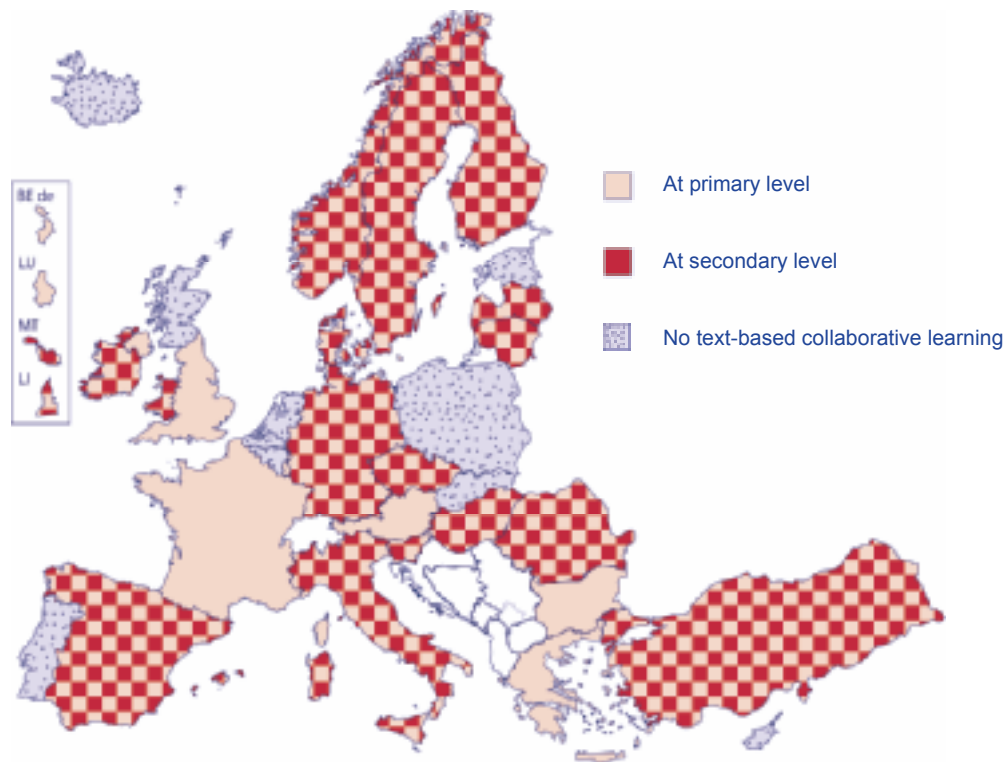 BE de
LU
MT
LI
At primary level
At secondary level
No text-based collaborative learning